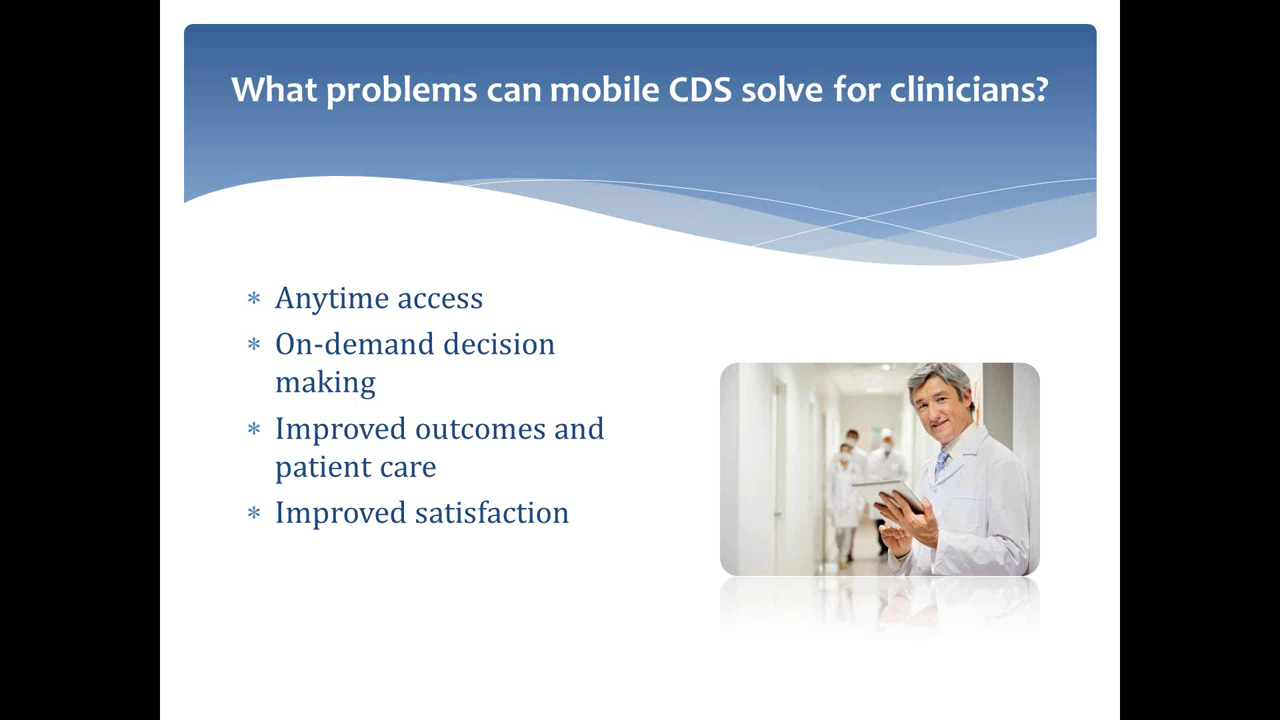 What problems can mobile CDS solve for clinicians?
* Anytime access
* On-demand decision
making
* Improved outcomes and
patient care
* Improved satisfaction